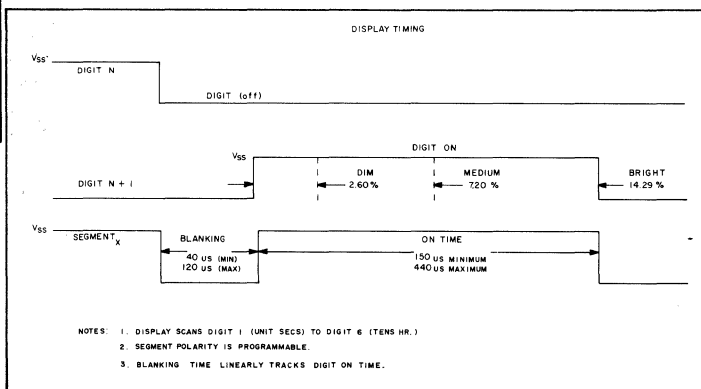 DISPLAY TIMING
VSS
DIGIT N
DIGIT (off)
DIGIT ON
VSS
DIM
MEDIUM
BRIGHT
DIGIT N + I
2.60 %
7.20 %
14.29 %
VSS
SEGMENT X
BLANKING
ON TIME
40 US (MIN)
120 US (MAX)
150 US MINIMUM
440 US MAXIMUM
NOTES: 1. DISPLAY SCANS DIGIT 1 (UNIT SECS) TO DIGIT 6 (TENS HR.)
2. SEGMENT POLARITY IS PROGRAMMABLE.
3. BLANKING TIME LINEARLY TRACKS DIGIT ON TIME.